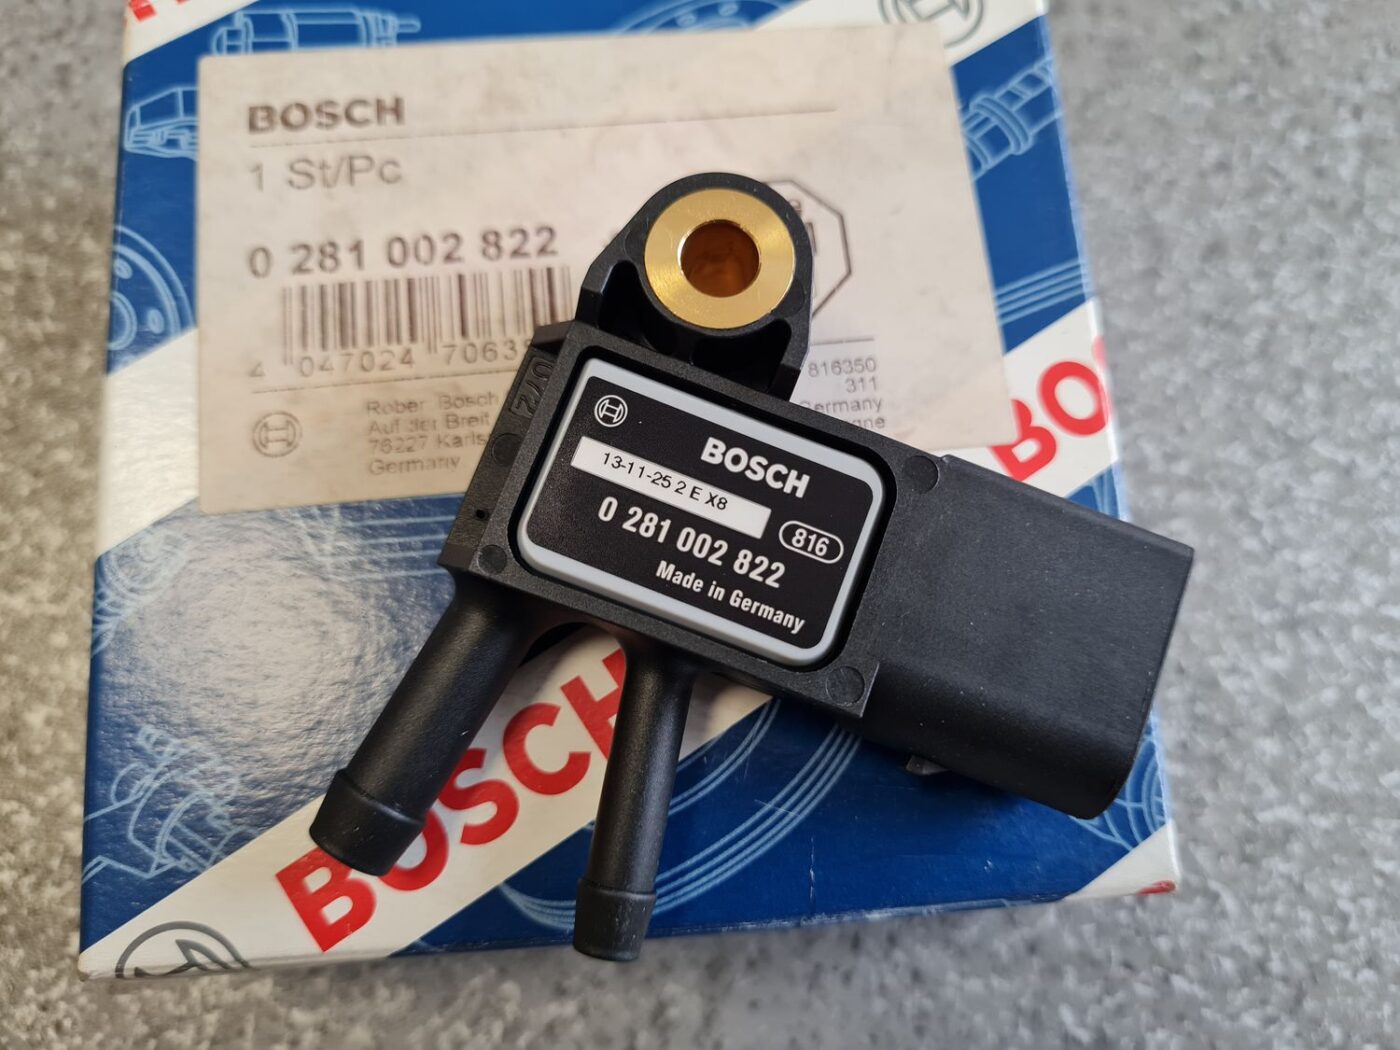 BOSCH
1 St/Pc
0 281 002 822
4 047024 7063
816350
311
Germany
Robert Bosch
Auf der Breit
76227 Karls
Germany
BOSCH
13-11-25 2 E X8
0 281 002 822
816
Made in Germany
BOSCH
BO